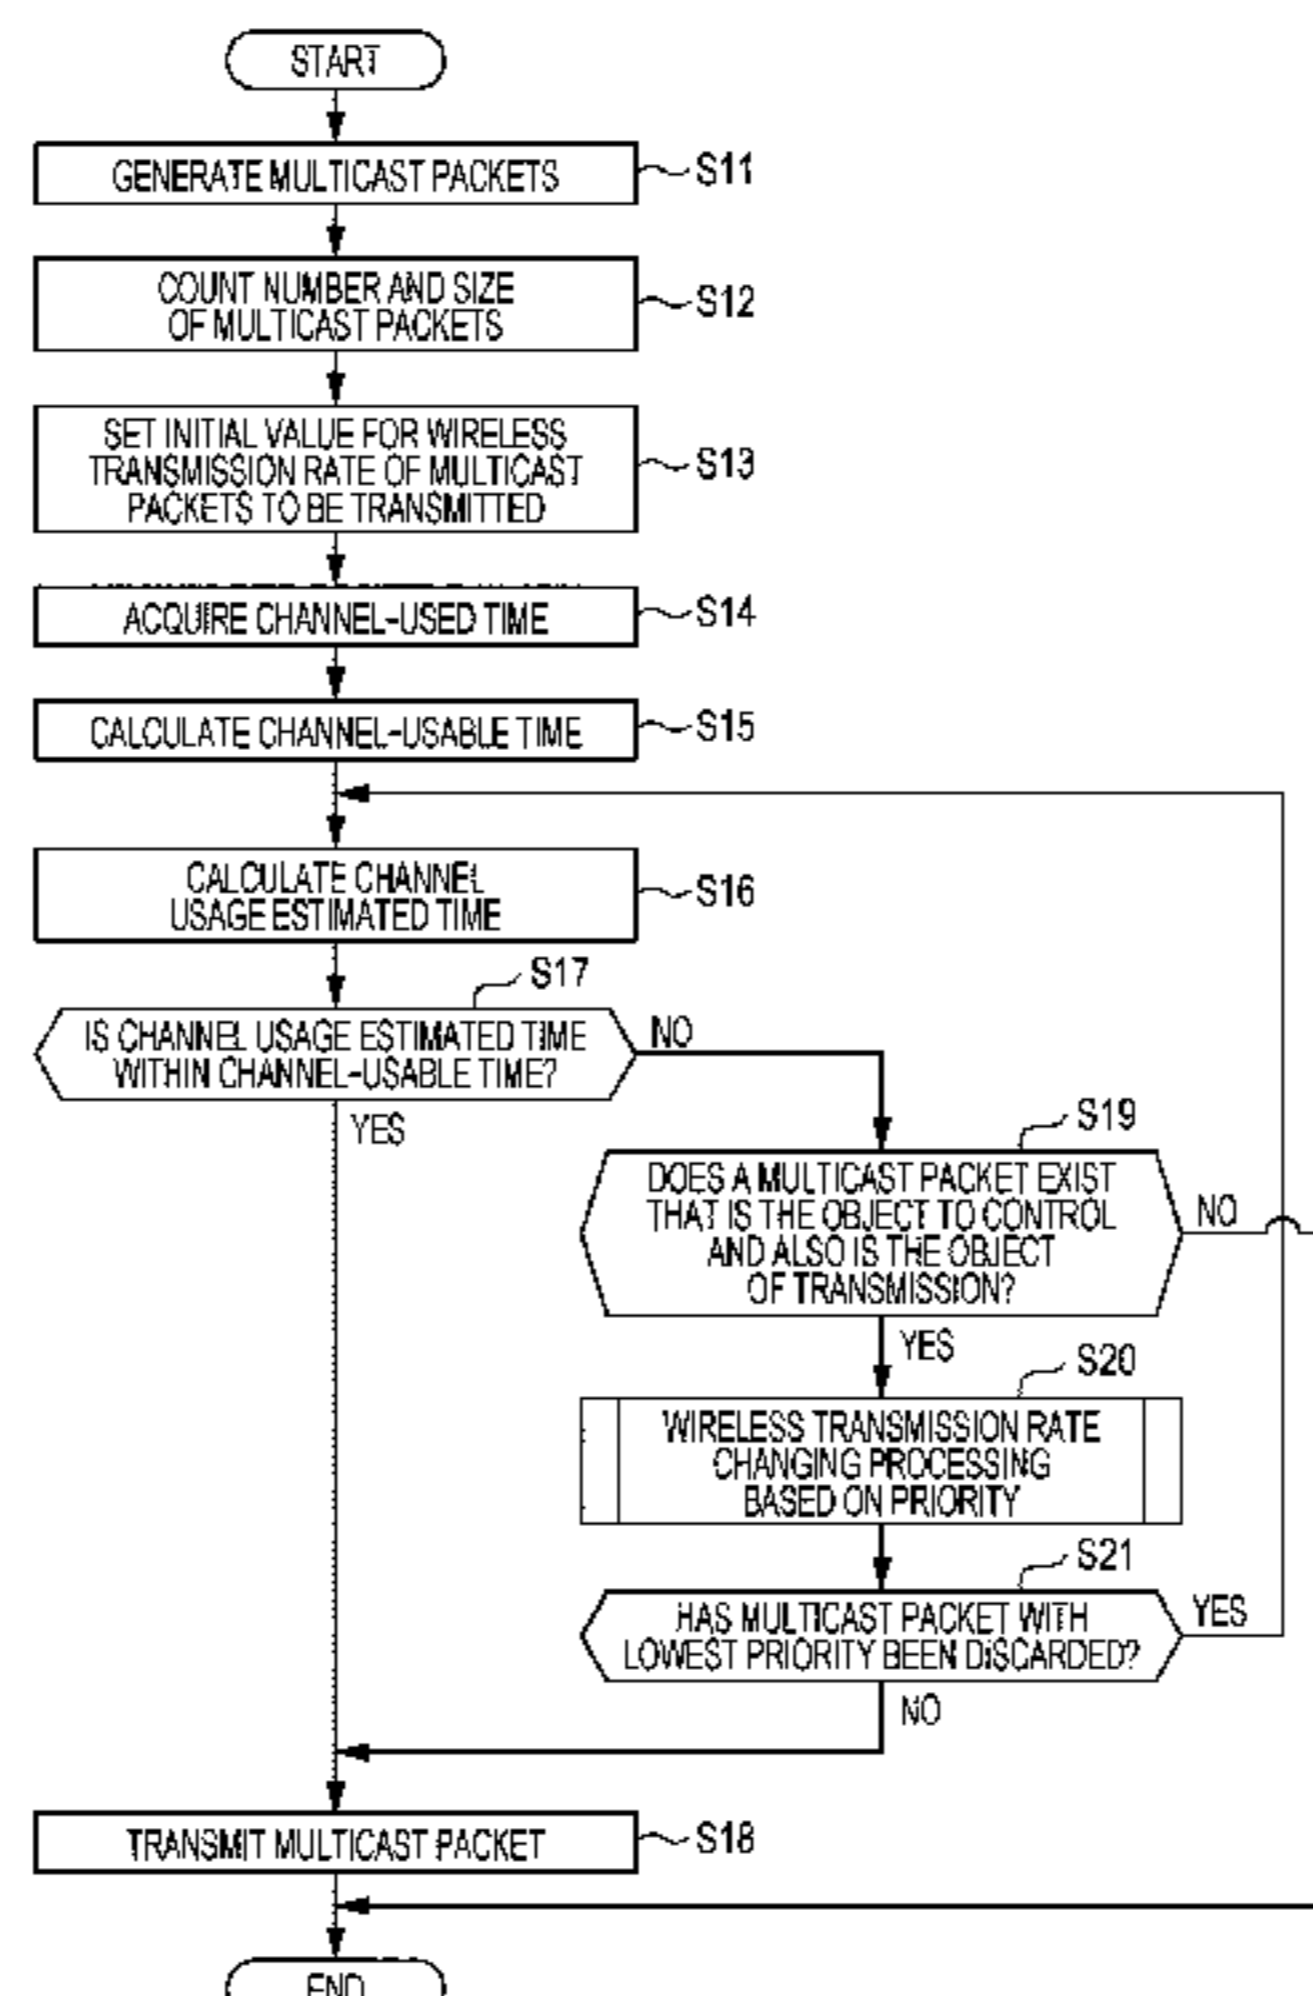 START
GENERATE MULTICAST PACKETS
S11
COUNT NUMBER AND SIZE
OF MULTICAST PACKETS
S12
SET INITIAL VALUE FOR WIRELESS
TRANSMISSION RATE OF MULTICAST
PACKETS TO BE TRANSMITTED
S13
ACQUIRE CHANNEL-USED TIME
S14
CALCULATE CHANNEL-USABLE TIME
S15
CALCULATE CHANNEL
USAGE ESTIMATED TIME
S16
S17
IS CHANNEL USAGE ESTIMATED TIME
WITHIN CHANNEL-USABLE TIME?
NO
YES
S19
DOES A MULTICAST PACKET EXIST
THAT IS THE OBJECT TO CONTROL
AND ALSO IS THE OBJECT
OF TRANSMISSION?
NO
YES
S20
WIRELESS TRANSMISSION RATE
CHANGING PROCESSING
BASED ON PRIORITY
S21
HAS MULTICAST PACKET WITH
LOWEST PRIORITY BEEN DISCARDED?
YES
NO
TRANSMIT MULTICAST PACKET
S18
END